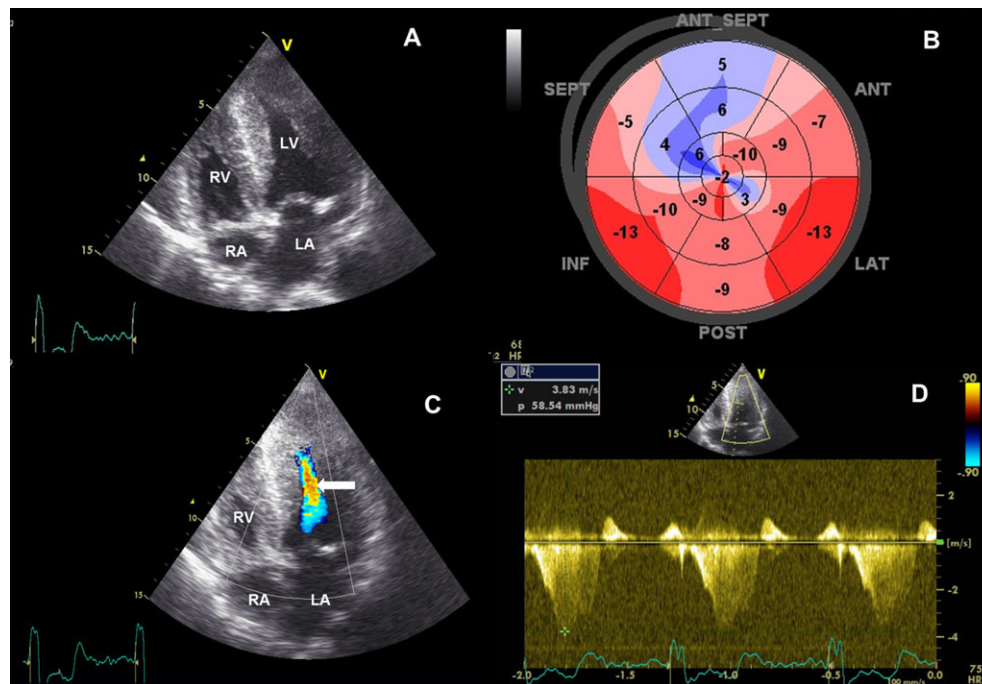 A
V
5
LV
RV
10
RA
LA
15
B
ANT_SEPT
SEPT
ANT
5
-5
6
-7
4
-9
6
-10
-2
-9
3
-10
-9
-13
-8
-13
INF
LAT
-9
POST
C
V
5
RV
10
RA
LA
15
68
HR
v 3.83 m/s
p 58.54 mmHg
D
V
5
10
15
.90
-.90
2
[m/s]
-2
-4
-2.0
-1.5
-1.0
-0.5
0.0
100 mm/s
75
HR